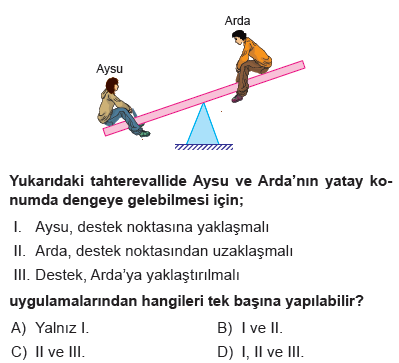 Arda
Aysu
Yukarıdaki tahterevallide Aysu ve Arda'nın yatay ko-
numda dengeye gelebilmesi için;
I. Aysu, destek noktasına yaklaşmalı
II. Arda, destek noktasından uzaklaşmalı
III. Destek, Arda'ya yaklaştırılmalı
uygulamalarından hangileri tek başına yapılabilir?
A) Yalnız I. B) I ve II.
C) II ve III. D) I, II ve III.